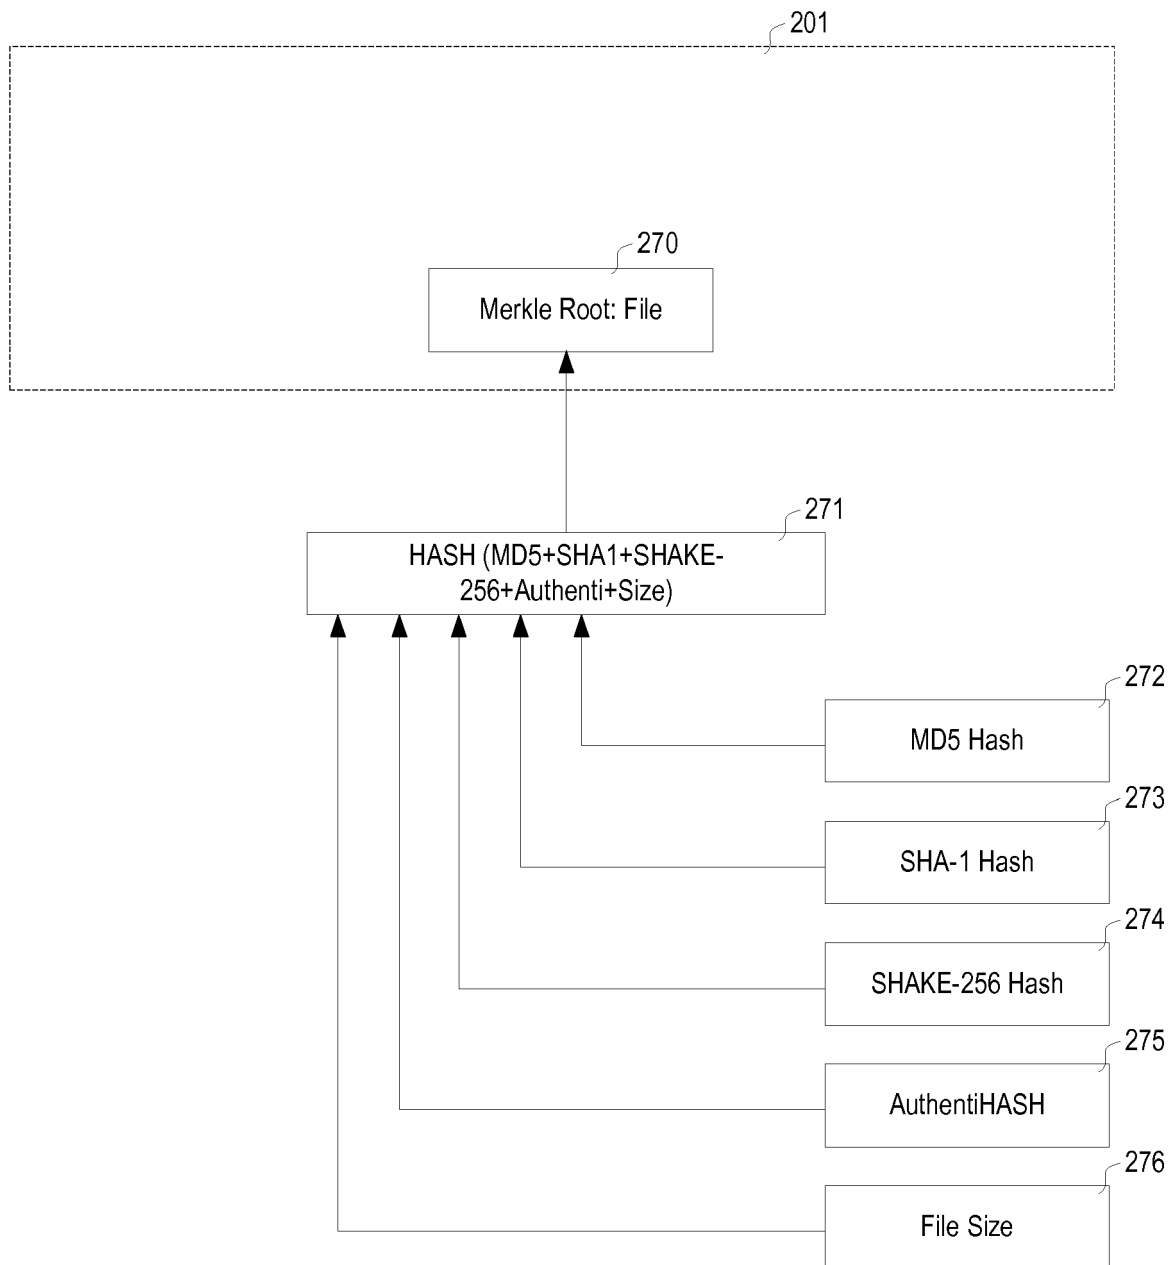 201
270
Merkle Root: File
271
HASH (MD5+SHA1+SHAKE-
256+Authenti+Size)
272
MD5 Hash
273
SHA-1 Hash
274
SHAKE-256 Hash
275
AuthentiHASH
276
File Size